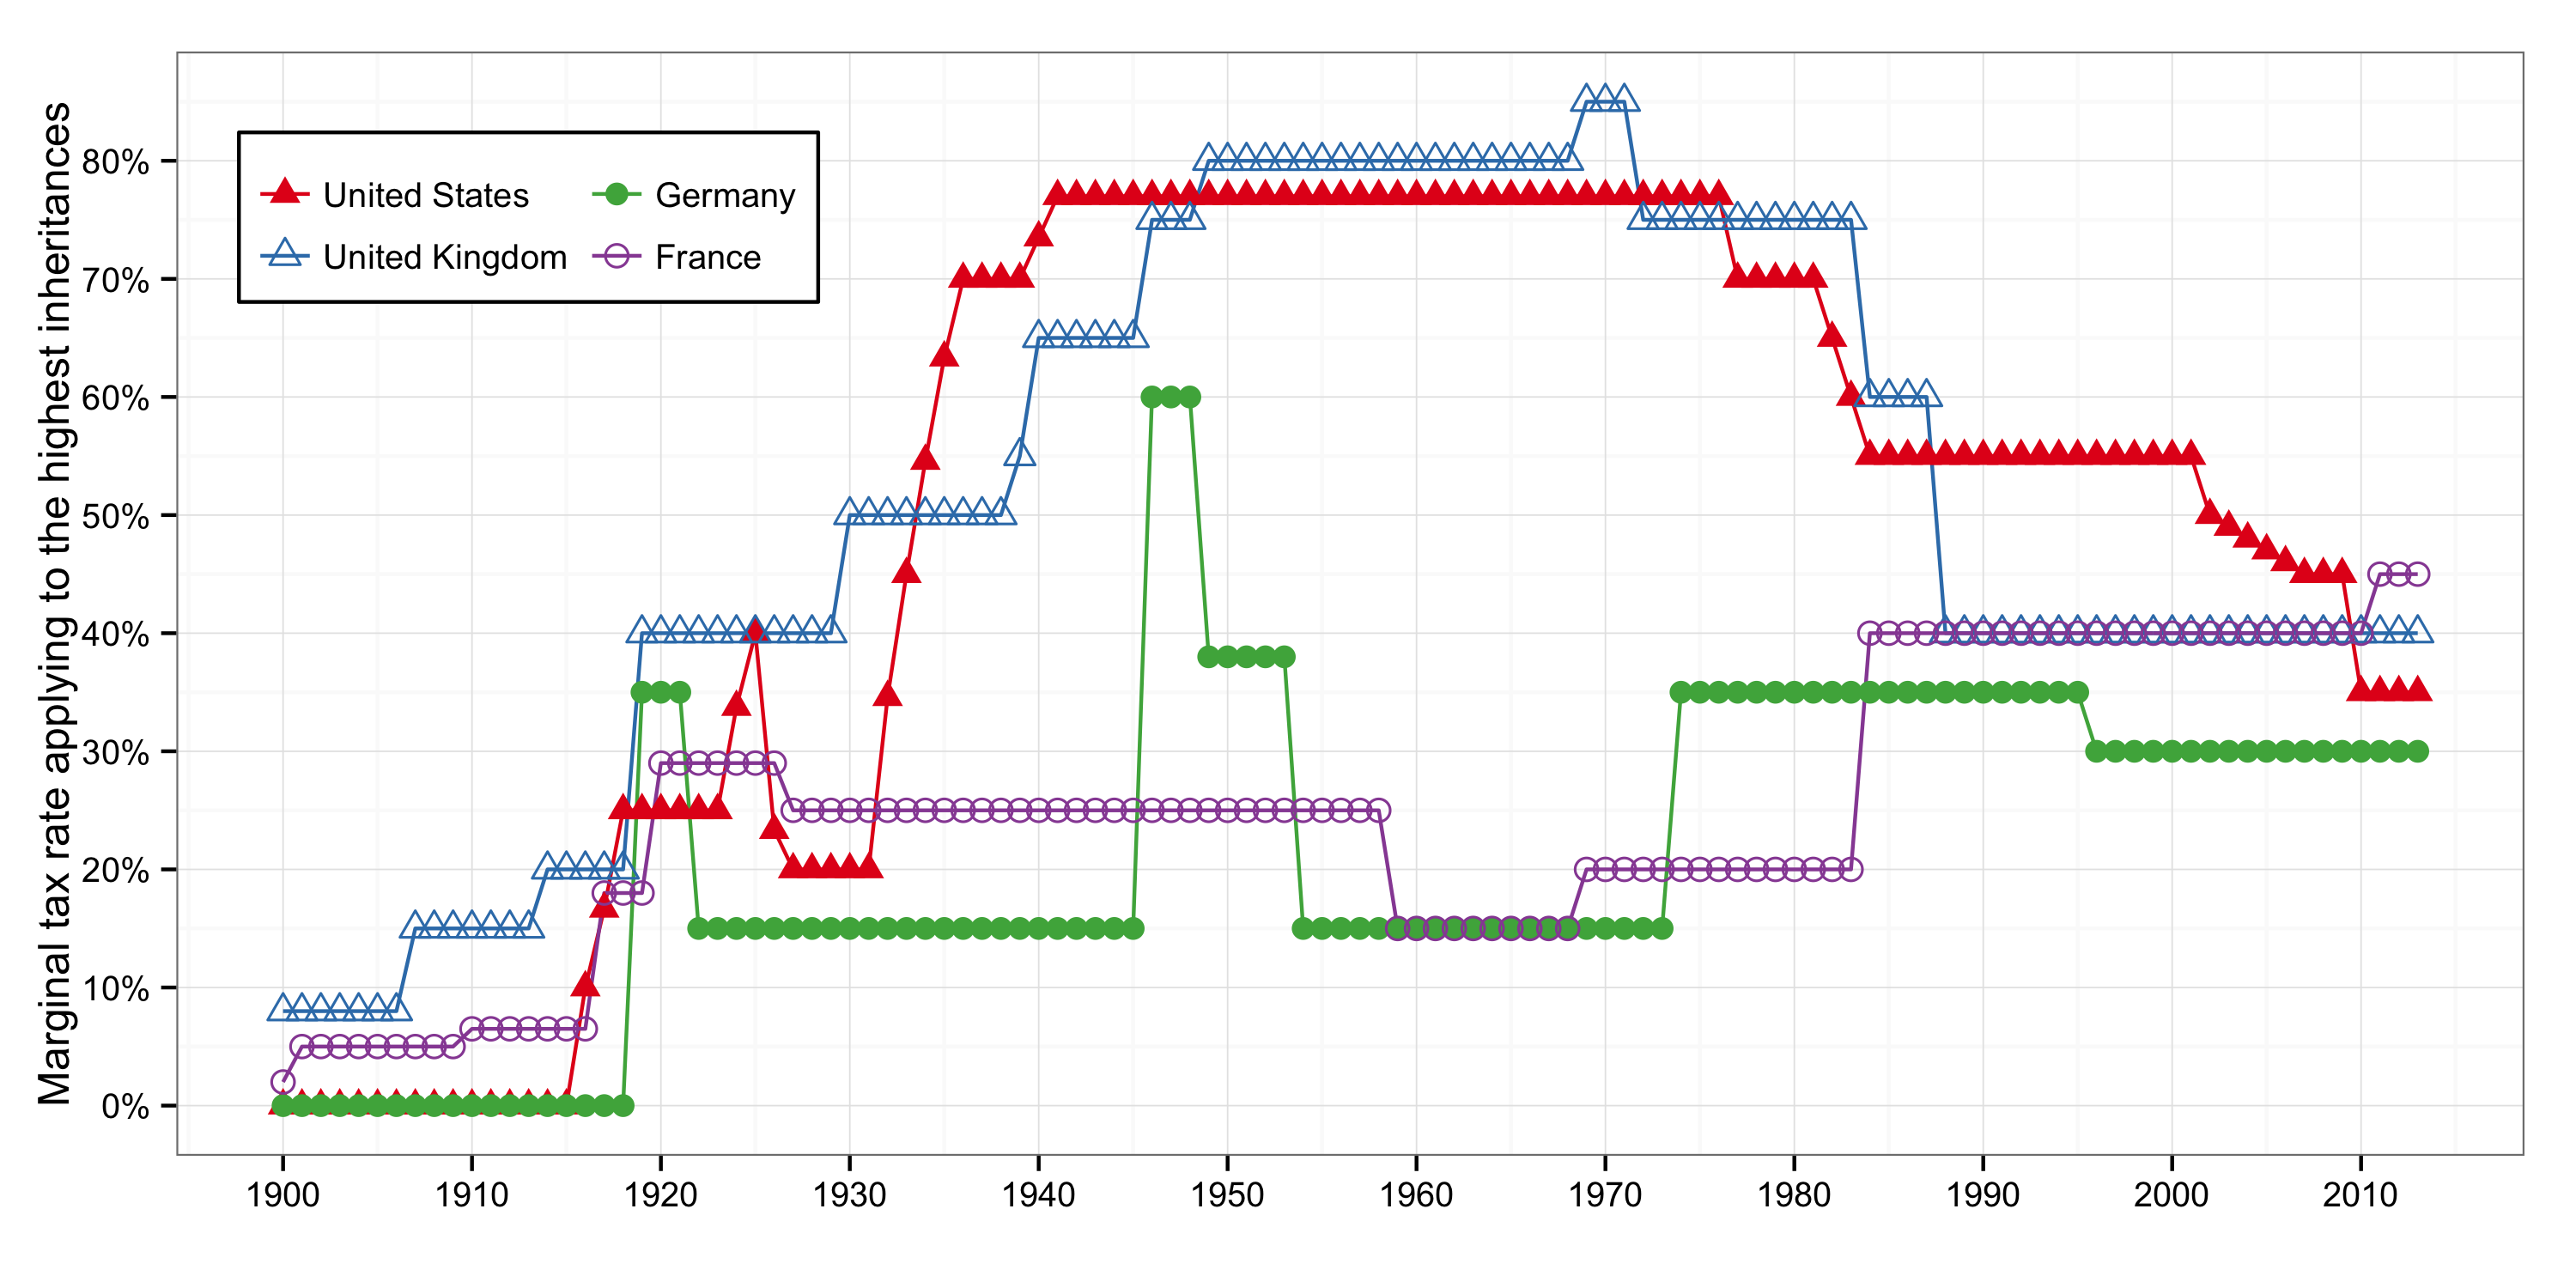 Marginal tax rate applying to the highest inheritances
80%
70%
60%
50%
40%
30%
20%
10%
0%
United States
Germany
United Kingdom
France
1900 1910 1920 1930 1940 1950 1960 1970 1980 1990 2000 2010